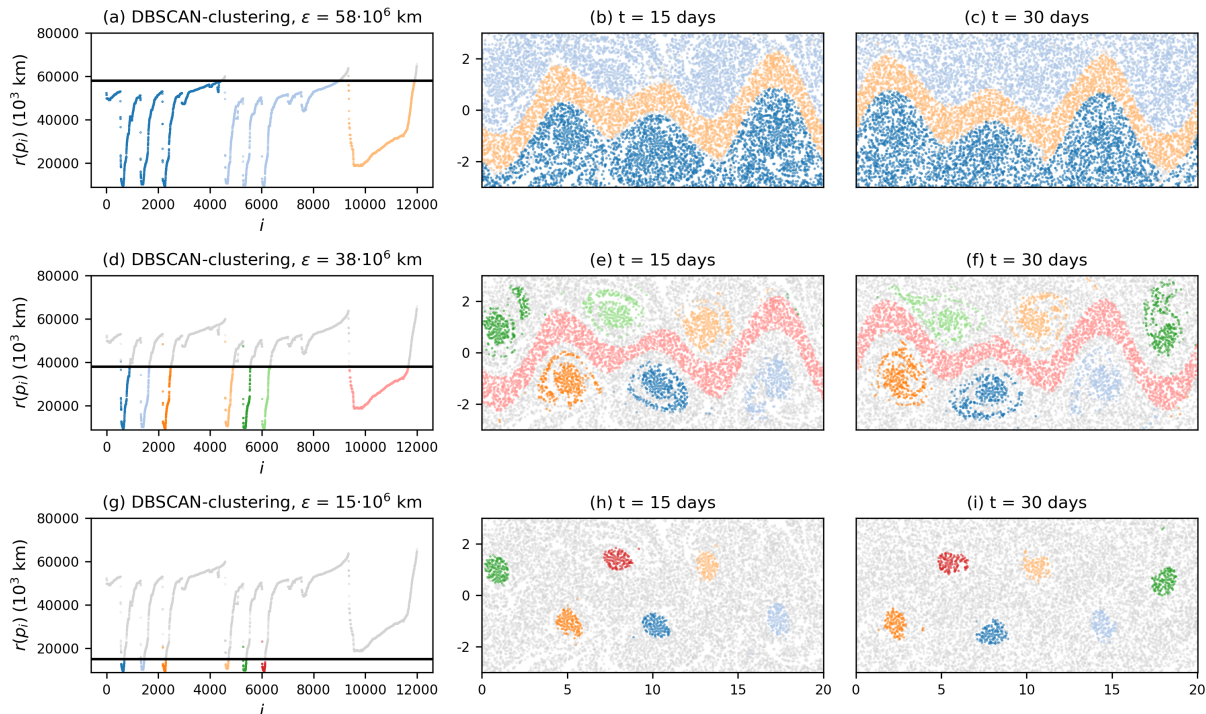 (a) DBSCAN-clustering, ε = 58·10⁶ km
(b) t = 15 days
(c) t = 30 days
r(pᵢ) (10³ km)
80000
60000
40000
20000
0 2000 4000 6000 8000 10000 12000
i
2
0
-2
(d) DBSCAN-clustering, ε = 38·10⁶ km
(e) t = 15 days
(f) t = 30 days
r(pᵢ) (10³ km)
80000
60000
40000
20000
0 2000 4000 6000 8000 10000 12000
i
2
0
-2
(g) DBSCAN-clustering, ε = 15·10⁶ km
(h) t = 15 days
(i) t = 30 days
r(pᵢ) (10³ km)
80000
60000
40000
20000
0 2000 4000 6000 8000 10000 12000
i
2
0
-2
0 5 10 15 20
0 5 10 15 20